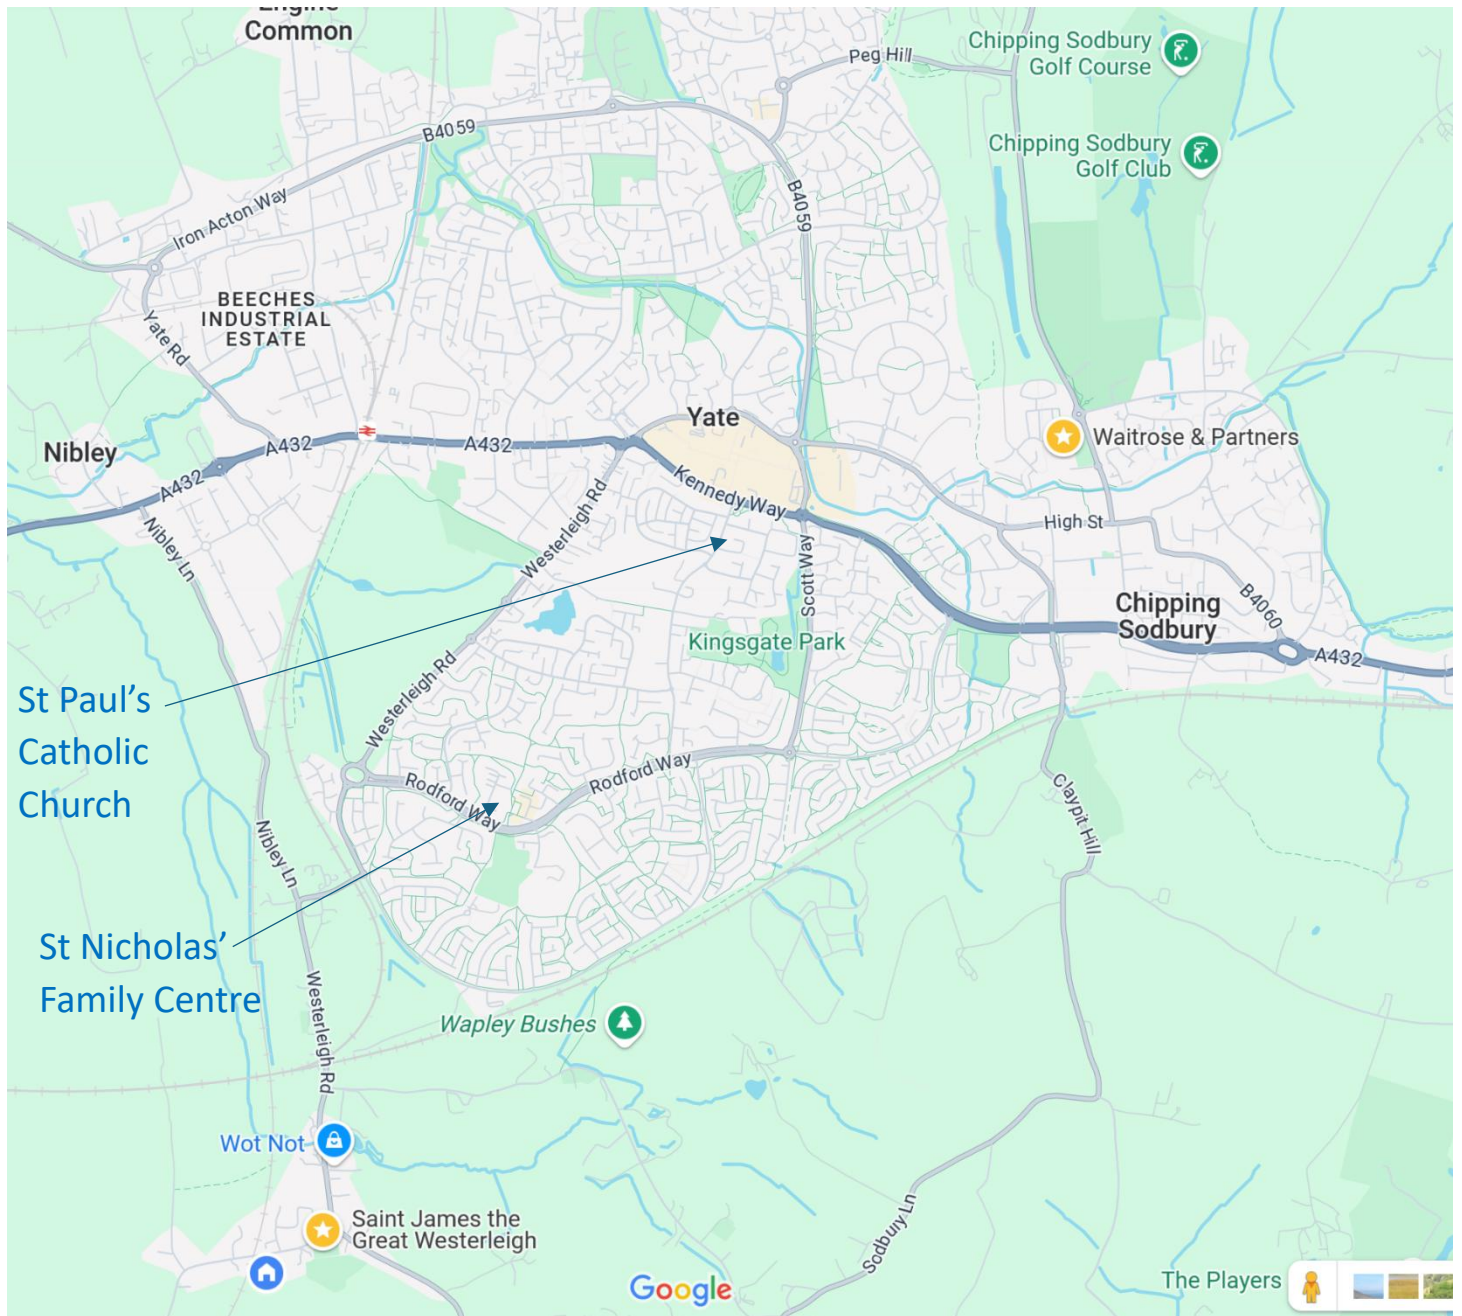 Engine
Common
Chipping Sodbury
Golf Course
Peg Hill
B4059
Chipping Sodbury
Golf Club
B4059
Iron Acton Way
BEECHES
INDUSTRIAL
ESTATE
Yate Rd
Yate
Waitrose & Partners
Nibley
A432
A432
A432
Kennedy Way
High St
Nibley Ln
Westerleigh Rd
Scott Way
Chipping
Sodbury
B4060
A432
Kingsgate Park
St Paul’s
Catholic
Church
Westerleigh Rd
Rodford Way
Rodford Way
Claypit Hill
Nibley Ln
St Nicholas’
Family Centre
Westerleigh Rd
Wapley Bushes
Wot Not
Saint James the
Great Westerleigh
Sodbury Ln
Google
The Players